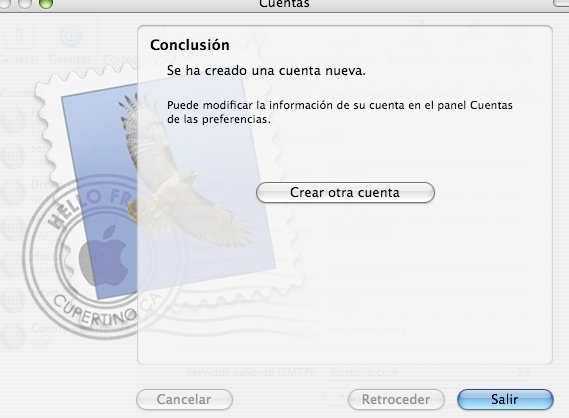 Cuentas
Conclusión
Se ha creado una cuenta nueva.
Puede modificar la información de su cuenta en el panel Cuentas
de las preferencias.
Crear otra cuenta
HELLO FR
CUPERTINO CA
Servidor saliente (SMTP): hostalia.com
Cancelar
Retroceder
Salir